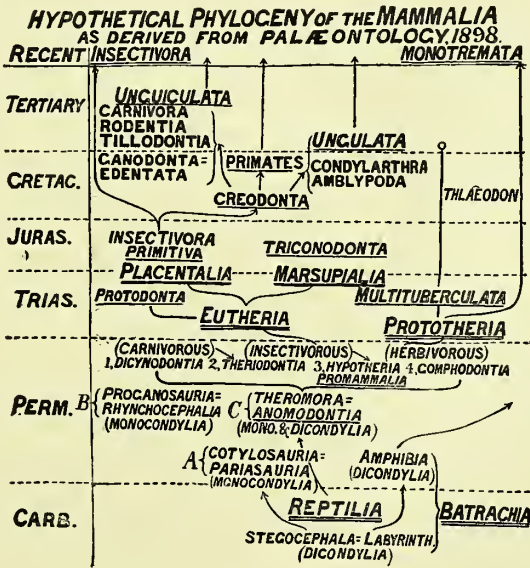 HYPOTHETICAL PHYLOGENY OF THE MAMMALIA
AS DERIVED FROM PALÆONTOLOGY. 1898.
RECENT INSECTIVORA MONOTREMATA
TERTIARY
UNGUICULATA
CARNIVORA
RODENTIA
TILLODONTIA
CANODONTA=
EDENTATA
PRIMATES
UNGULATA
CONDYLARTHRA
AMBLYPODA
CRETAC.
CREODONTA
THLÆODON
JURAS.
INSECTIVORA
PRIMITIVA
TRICONODONTA
PLACENTALIA MARSUPIALIA
TRIAS.
PROTODONTA
MULTITUBERCULATA
EUTHERIA
PROTOTHERIA
(CARNIVOROUS) (INSECTIVOROUS) (HERBIVOROUS)
1, DICYNODONTIA 2, THERIODONTIA 3, HYPOTHERIA 4, COMPHODONTIA
PROMAMMALIA
PERM.
B PROGANOSAURIA=
RHYNCHOCEPHALIA
(MONOCONDYLIA)
C THEROMORA=
ANOMODONTIA
(MONO. & DICONDYLIA)
A COTYLOSAURIA=
PARIASAURIA
(MONOCONDYLIA)
AMPHIBIA
(DICONDYLIA)
CARB.
REPTILIA
BATRACHIA
STEGOCEPHALA=LABYRINTH.
(DICONDYLIA)